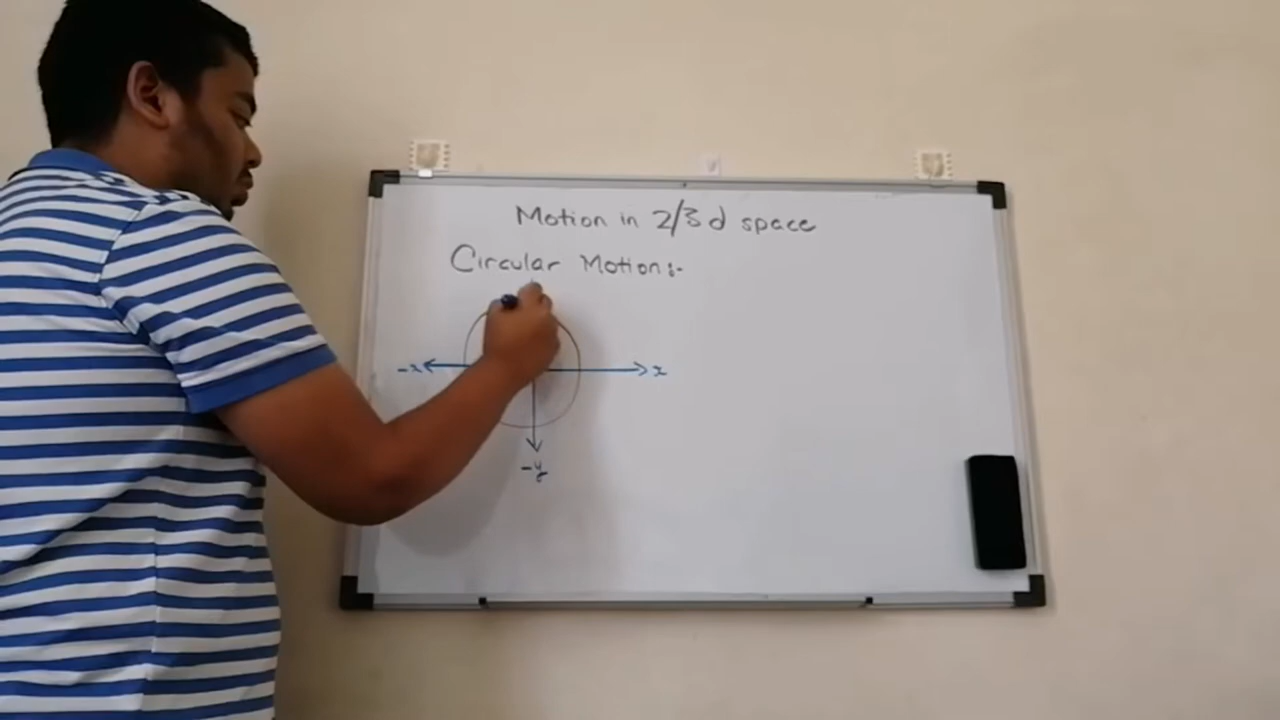 Motion in 2/3 d space
Circular Motion:-
-x x
-y